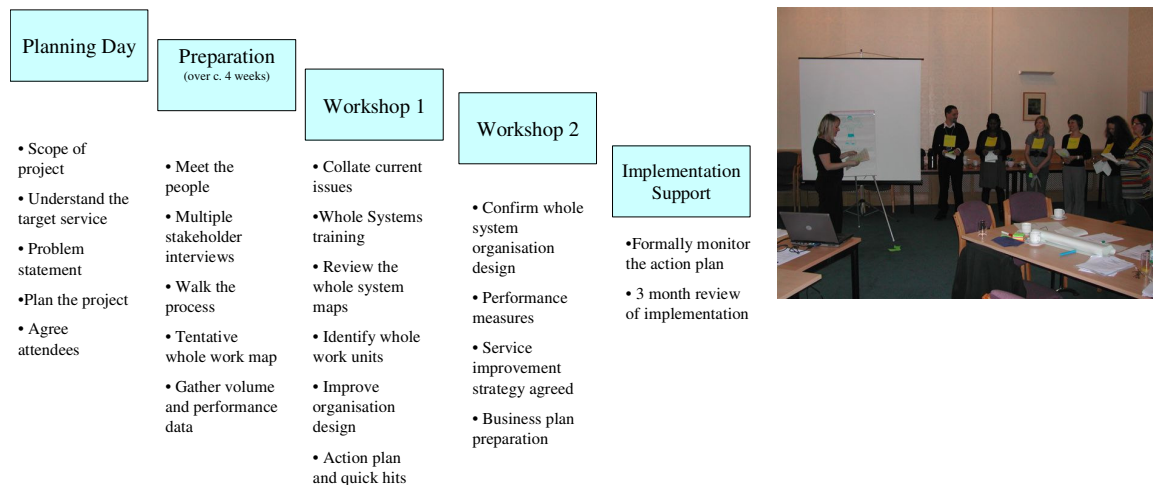 Planning Day
• Scope of
project
• Understand the
target service
• Problem
statement
•Plan the project
• Agree
attendees
Preparation
(over c. 4 weeks)
• Meet the
people
• Multiple
stakeholder
interviews
• Walk the
process
• Tentative
whole work map
• Gather volume
and performance
data
Workshop 1
• Collate current
issues
•Whole Systems
training
• Review the
whole system
maps
• Identify whole
work units
• Improve
organisation
design
• Action plan
and quick hits
Workshop 2
• Confirm whole
system
organisation
design
• Performance
measures
• Service
improvement
strategy agreed
• Business plan
preparation
Implementation
Support
•Formally monitor
the action plan
• 3 month review
of implementation